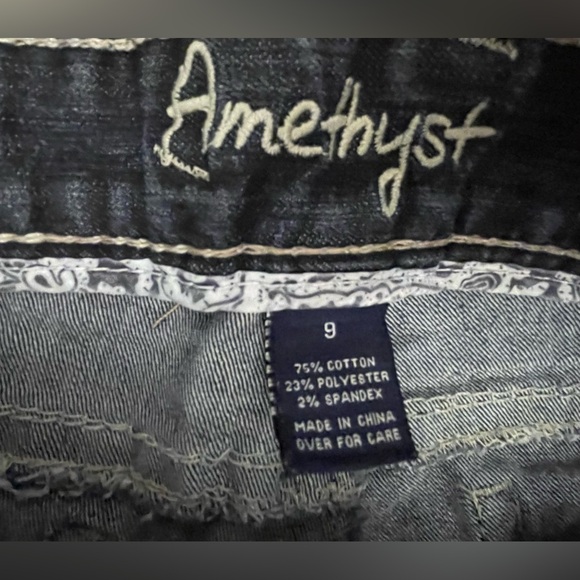 Amethyst
9
75% COTTON
23% POLYESTER
2% SPANDEX
MADE IN CHINA
OVER FOR CARE